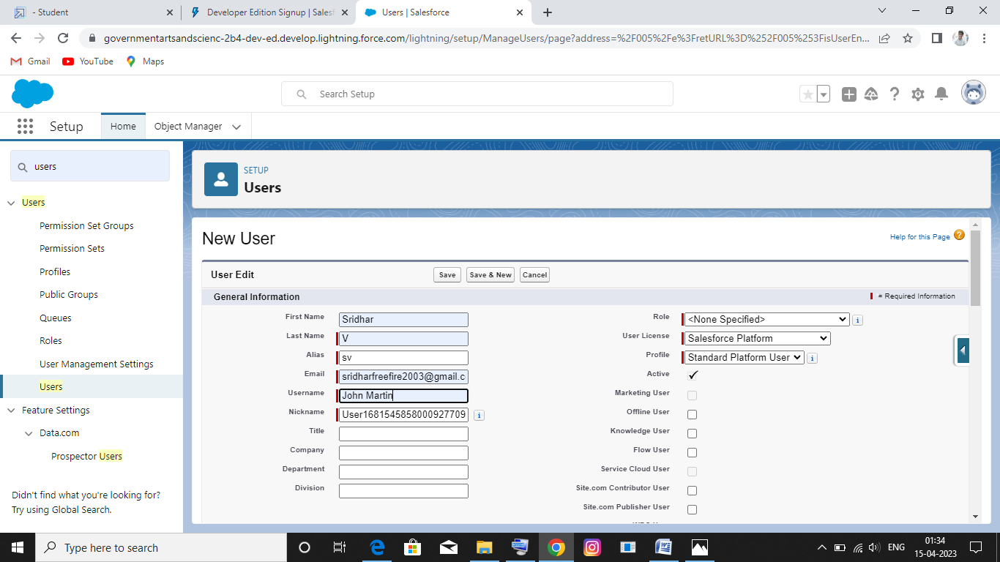 - Student
Developer Edition Signup | Salesf
Users | Salesforce
governmentartsandscienc-2b4-dev-ed.develop.lightning.force.com/lightning/setup/ManageUsers/page?address=%2F005%2Fe%3FretURL%3D%252F005%253FisUserEn...
Gmail
YouTube
Maps
Search Setup
Setup
Home
Object Manager
users
Users
Permission Set Groups
Permission Sets
Profiles
Public Groups
Queues
Roles
User Management Settings
Users
Feature Settings
Data.com
Prospector Users
Didn't find what you're looking for?
Try using Global Search.
SETUP
Users
New User
Help for this Page
User Edit
Save
Save & New
Cancel
General Information
= Required Information
First Name Sridhar
Last Name V
Alias sv
Email sridharfreefire2003@gmail.c
Username John Martin
Nickname User1681545858000927709
Title
Company
Department
Division
Role <None Specified>
User License Salesforce Platform
Profile Standard Platform User
Active
Marketing User
Offline User
Knowledge User
Flow User
Service Cloud User
Site.com Contributor User
Site.com Publisher User
Type here to search
ENG
01:34
15-04-2023